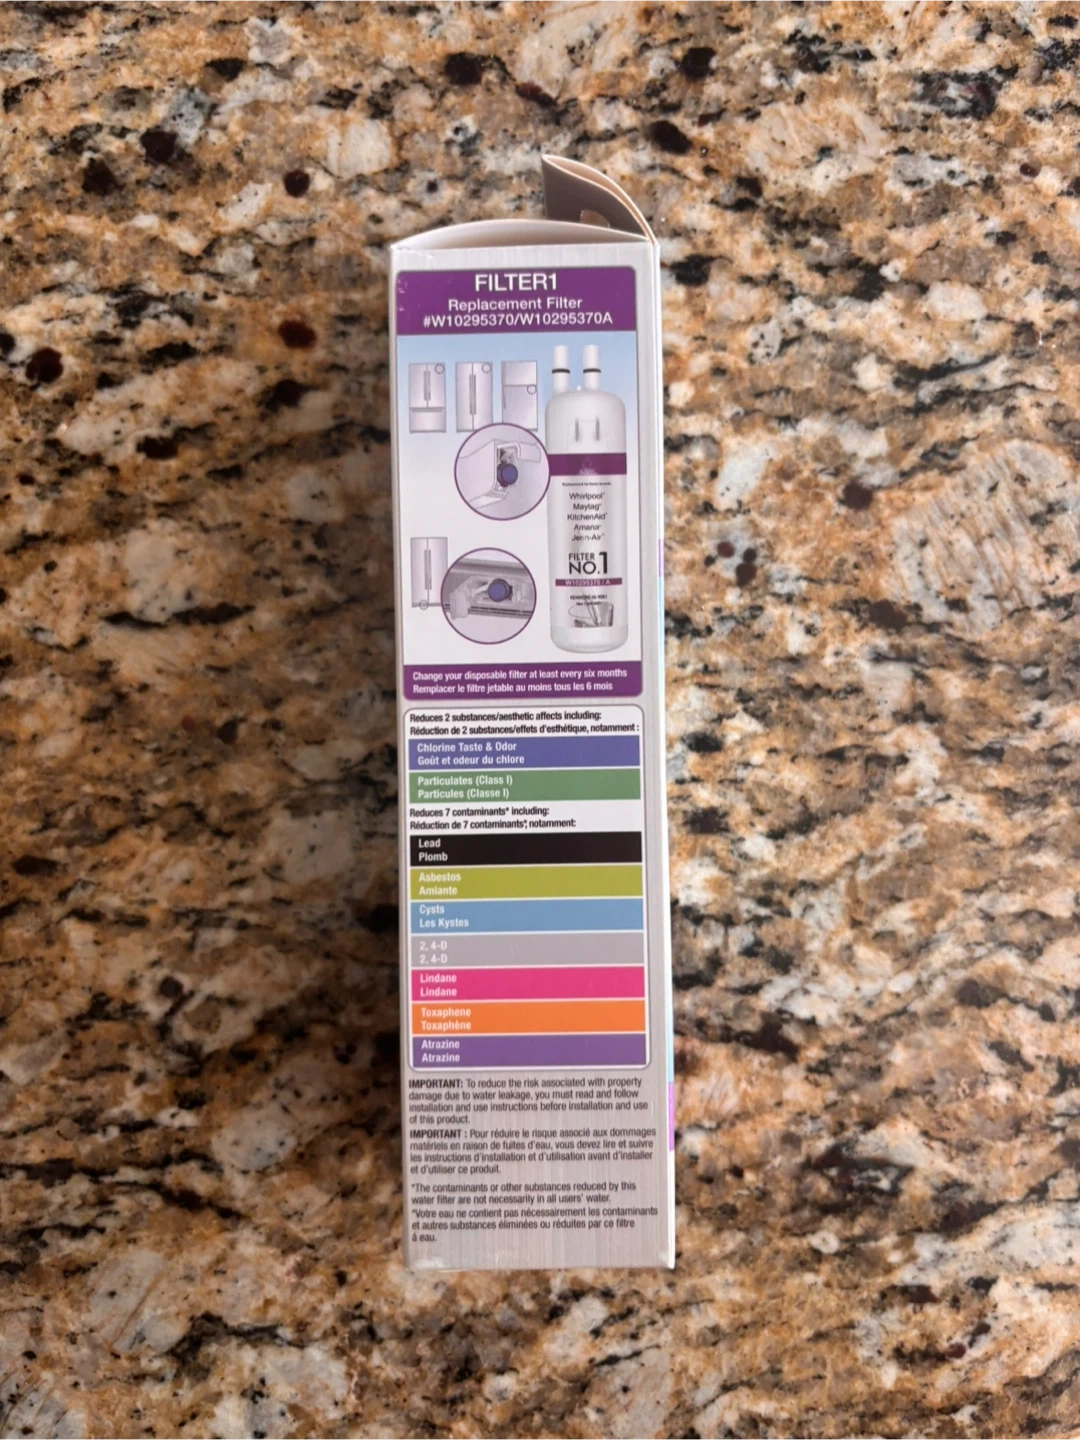 FILTER1
Replacement Filter
#W10295370/W10295370A
Whirlpool
Maytag
KitchenAid
Amana
Jenn-Air
FILTER
NO.1
W10295370 / A
Change your disposable filter at least every six months
Remplacer le filtre jetable au moins tous les 6 mois
Reduces 2 substances/aesthetic affects including:
Réduction de 2 substances/effets d'esthétique, notamment :
Chlorine Taste & Odor
Goût et odeur du chlore
Particulates (Class I)
Particules (Classe I)
Reduces 7 contaminants* including:
Réduction de 7 contaminants*, notamment:
Lead
Plomb
Asbestos
Amiante
Cysts
Les Kystes
2, 4-D
2, 4-D
Lindane
Lindane
Toxaphene
Toxaphène
Atrazine
Atrazine
IMPORTANT: To reduce the risk associated with property
damage due to water leakage, you must read and follow
installation and use instructions before installation and use
of this product.
IMPORTANT : Pour réduire le risque associé aux dommages
matériels en raison de fuites d'eau, vous devez lire et suivre
les instructions d'installation et d'utilisation avant d'installer
et d'utiliser ce produit.
*The contaminants or other substances reduced by this
water filter are not necessarily in all users' water.
*Votre eau ne contient pas nécessairement les contaminants
et autres substances éliminées ou réduites par ce filtre
á eau.